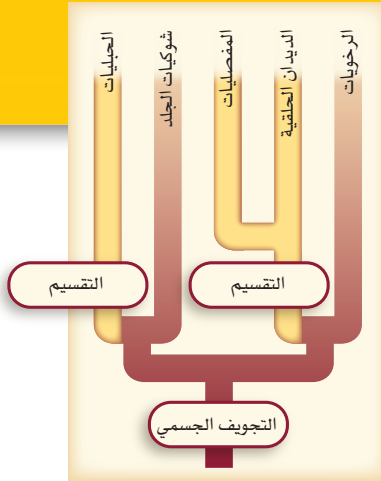 الرخويات
الديدان الحلقية
المفصليات
شوكيات الجلد
الحبليات
التقسيم
التقسيم
التجويف الجسمي